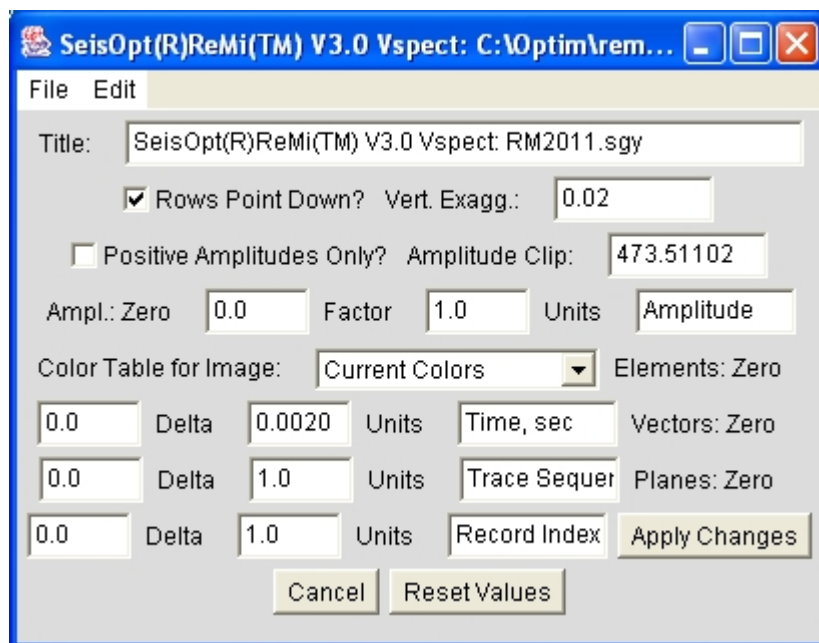 SeisOpt(R)ReMi(TM) V3.0 Vspect: C:\Optim\rem...
File Edit
Title: SeisOpt(R)ReMi(TM) V3.0 Vspect: RM2011.sgy
Rows Point Down? Vert. Exagg.: 0.02
Positive Amplitudes Only? Amplitude Clip: 473.51102
Ampl.: Zero 0.0 Factor 1.0 Units Amplitude
Color Table for Image: Current Colors Elements: Zero
0.0 Delta 0.0020 Units Time, sec Vectors: Zero
0.0 Delta 1.0 Units Trace Sequer Planes: Zero
0.0 Delta 1.0 Units Record Index Apply Changes
Cancel Reset Values